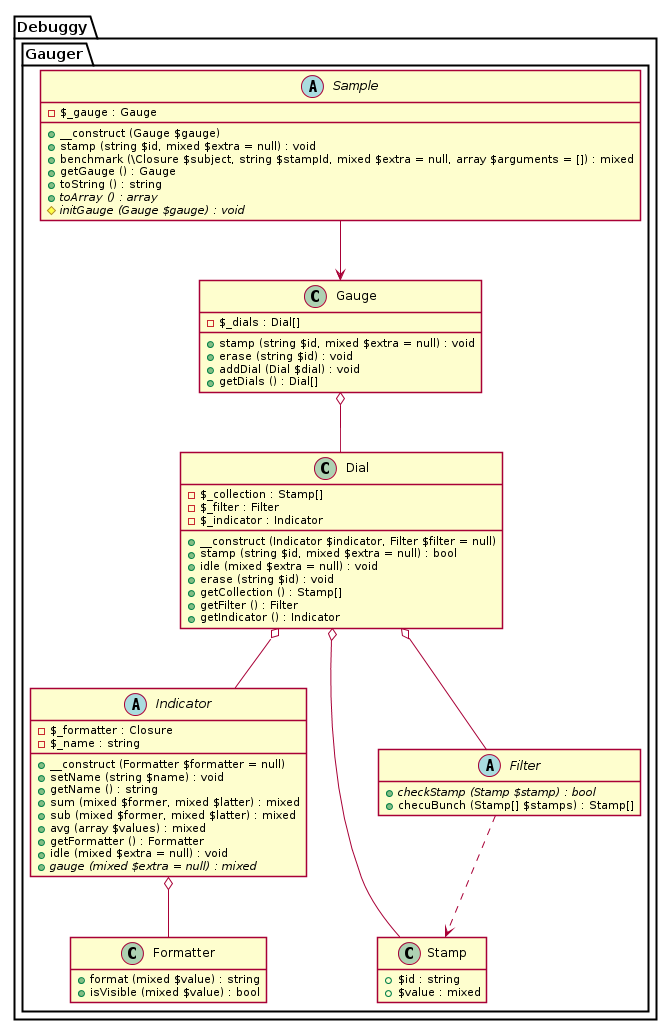 Debuggy
Gauger
A Sample
$_gauge : Gauge
__construct (Gauge $gauge)
stamp (string $id, mixed $extra = null) : void
benchmark (\Closure $subject, string $stampId, mixed $extra = null, array $arguments = []) : mixed
getGauge () : Gauge
toString () : string
toArray () : array
initGauge (Gauge $gauge) : void
C Gauge
$_dials : Dial[]
stamp (string $id, mixed $extra = null) : void
erase (string $id) : void
addDial (Dial $dial) : void
getDials () : Dial[]
C Dial
$_collection : Stamp[]
$_filter : Filter
$_indicator : Indicator
__construct (Indicator $indicator, Filter $filter = null)
stamp (string $id, mixed $extra = null) : bool
idle (mixed $extra = null) : void
erase (string $id) : void
getCollection () : Stamp[]
getFilter () : Filter
getIndicator () : Indicator
A Indicator
$_formatter : Closure
$_name : string
__construct (Formatter $formatter = null)
setName (string $name) : void
getName () : string
sum (mixed $former, mixed $latter) : mixed
sub (mixed $former, mixed $latter) : mixed
avg (array $values) : mixed
getFormatter () : Formatter
idle (mixed $extra = null) : void
gauge (mixed $extra = null) : mixed
A Filter
checkStamp (Stamp $stamp) : bool
checuBunch (Stamp[] $stamps) : Stamp[]
C Formatter
format (mixed $value) : string
isVisible (mixed $value) : bool
C Stamp
$id : string
$value : mixed